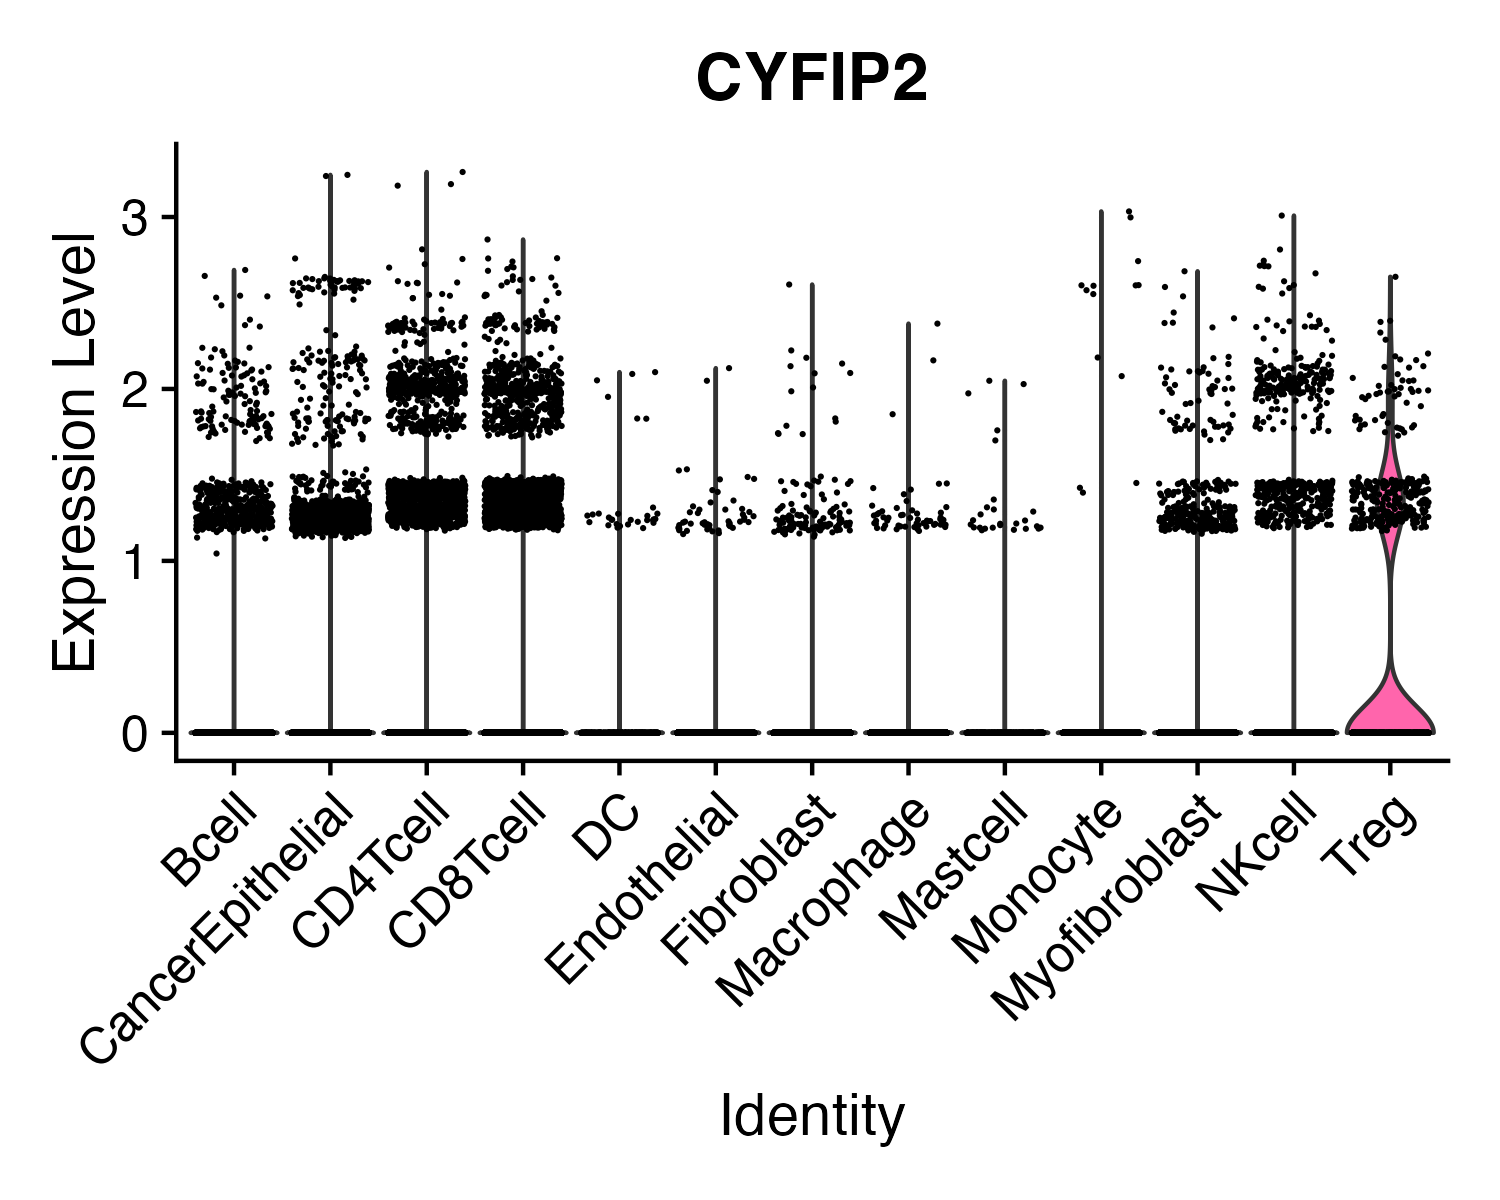 CYFIP2
Expression Level
3
2
1
0
Bcell
CancerEpithelial
CD4Tcell
CD8Tcell
DC
Endothelial
Fibroblast
Macrophage
Mastcell
Monocyte
Myofibroblast
NKcell
Treg
Identity